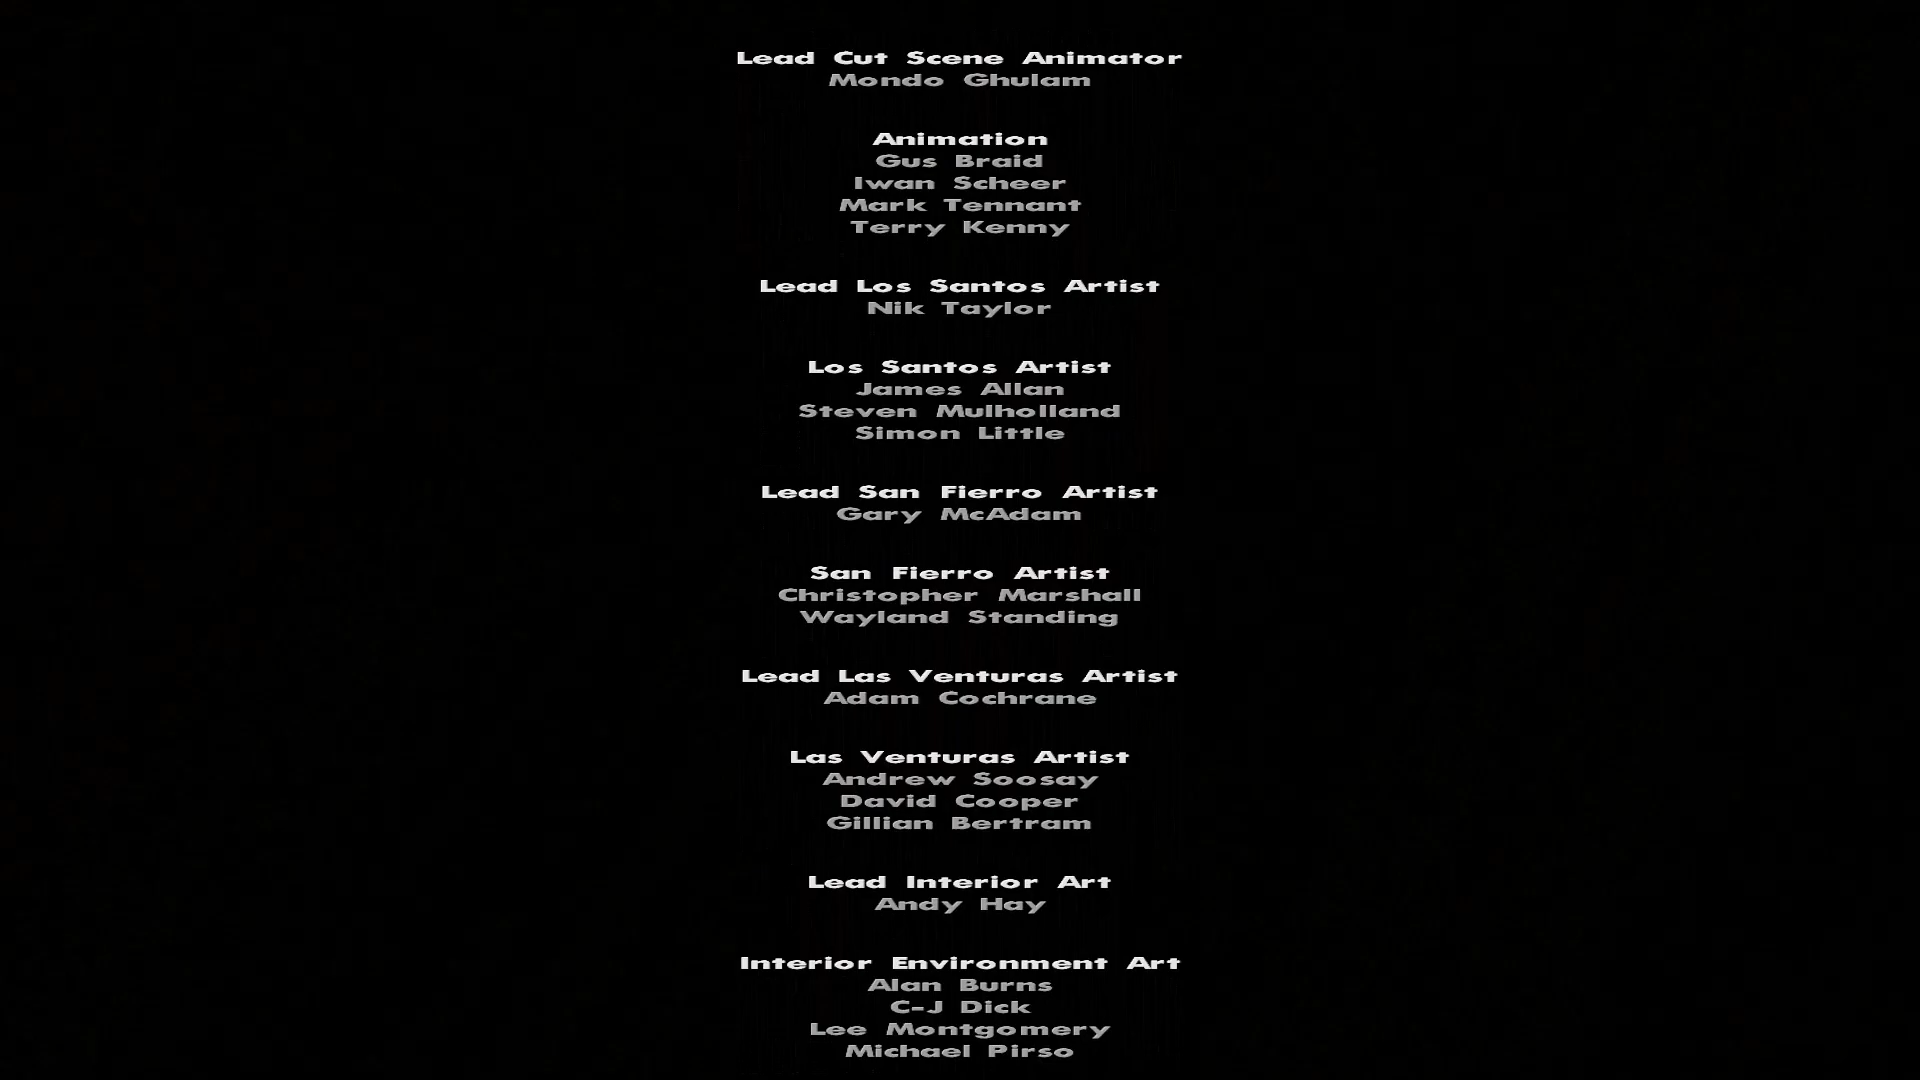 Lead Cut Scene Animator
Mondo Ghulam
Animation
Gus Braid
Iwan Scheer
Mark Tennant
Terry Kenny
Lead Los Santos Artist
Nik Taylor
Los Santos Artist
James Allan
Steven Mulholland
Simon Little
Lead San Fierro Artist
Gary McAdam
San Fierro Artist
Christopher Marshall
Wayland Standing
Lead Las Venturas Artist
Adam Cochrane
Las Venturas Artist
Andrew Soosay
David Cooper
Gillian Bertram
Lead Interior Art
Andy Hay
Interior Environment Art
Alan Burns
C-J Dick
Lee Montgomery
Michael Pirso